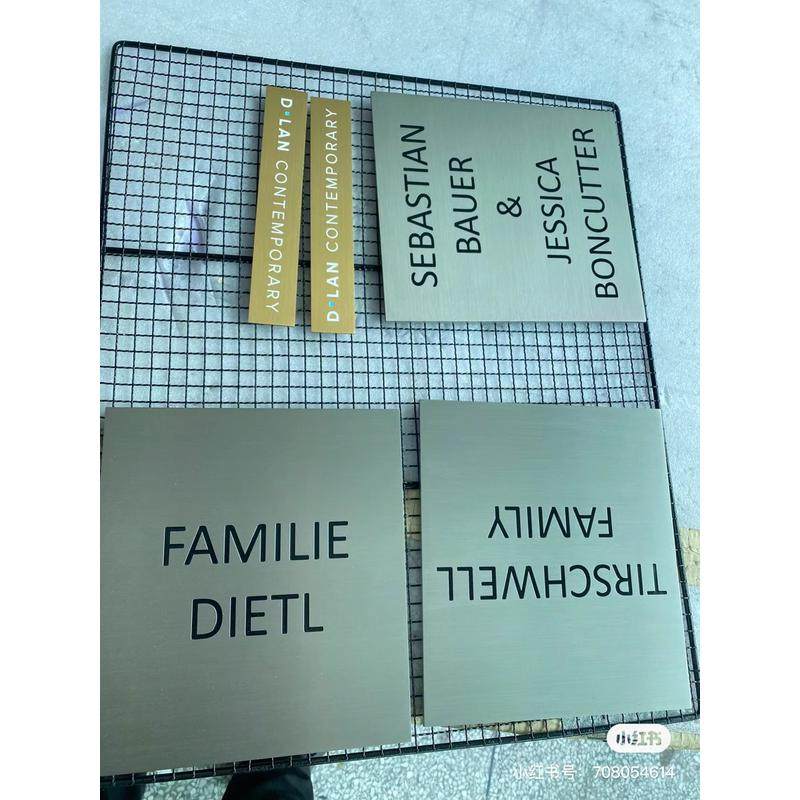 D·LAN CONTEMPORARY
D·LAN CONTEMPORARY
SEBASTIAN
BAUER
&
JESSICA
BONCUTTER
FAMILIE
DIETL
TIRSCHWELL
FAMILY
小红书
小红书号：708054614